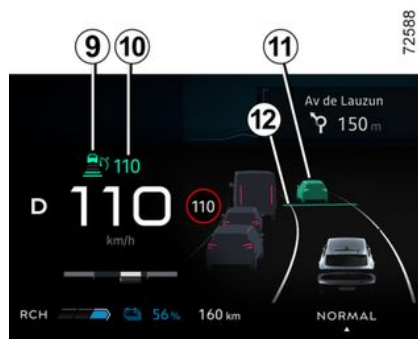 9 10 11
72588
12
Av de Lauzun
150 m
110
D 110 110
km/h
RCH 56% 160 km NORMAL